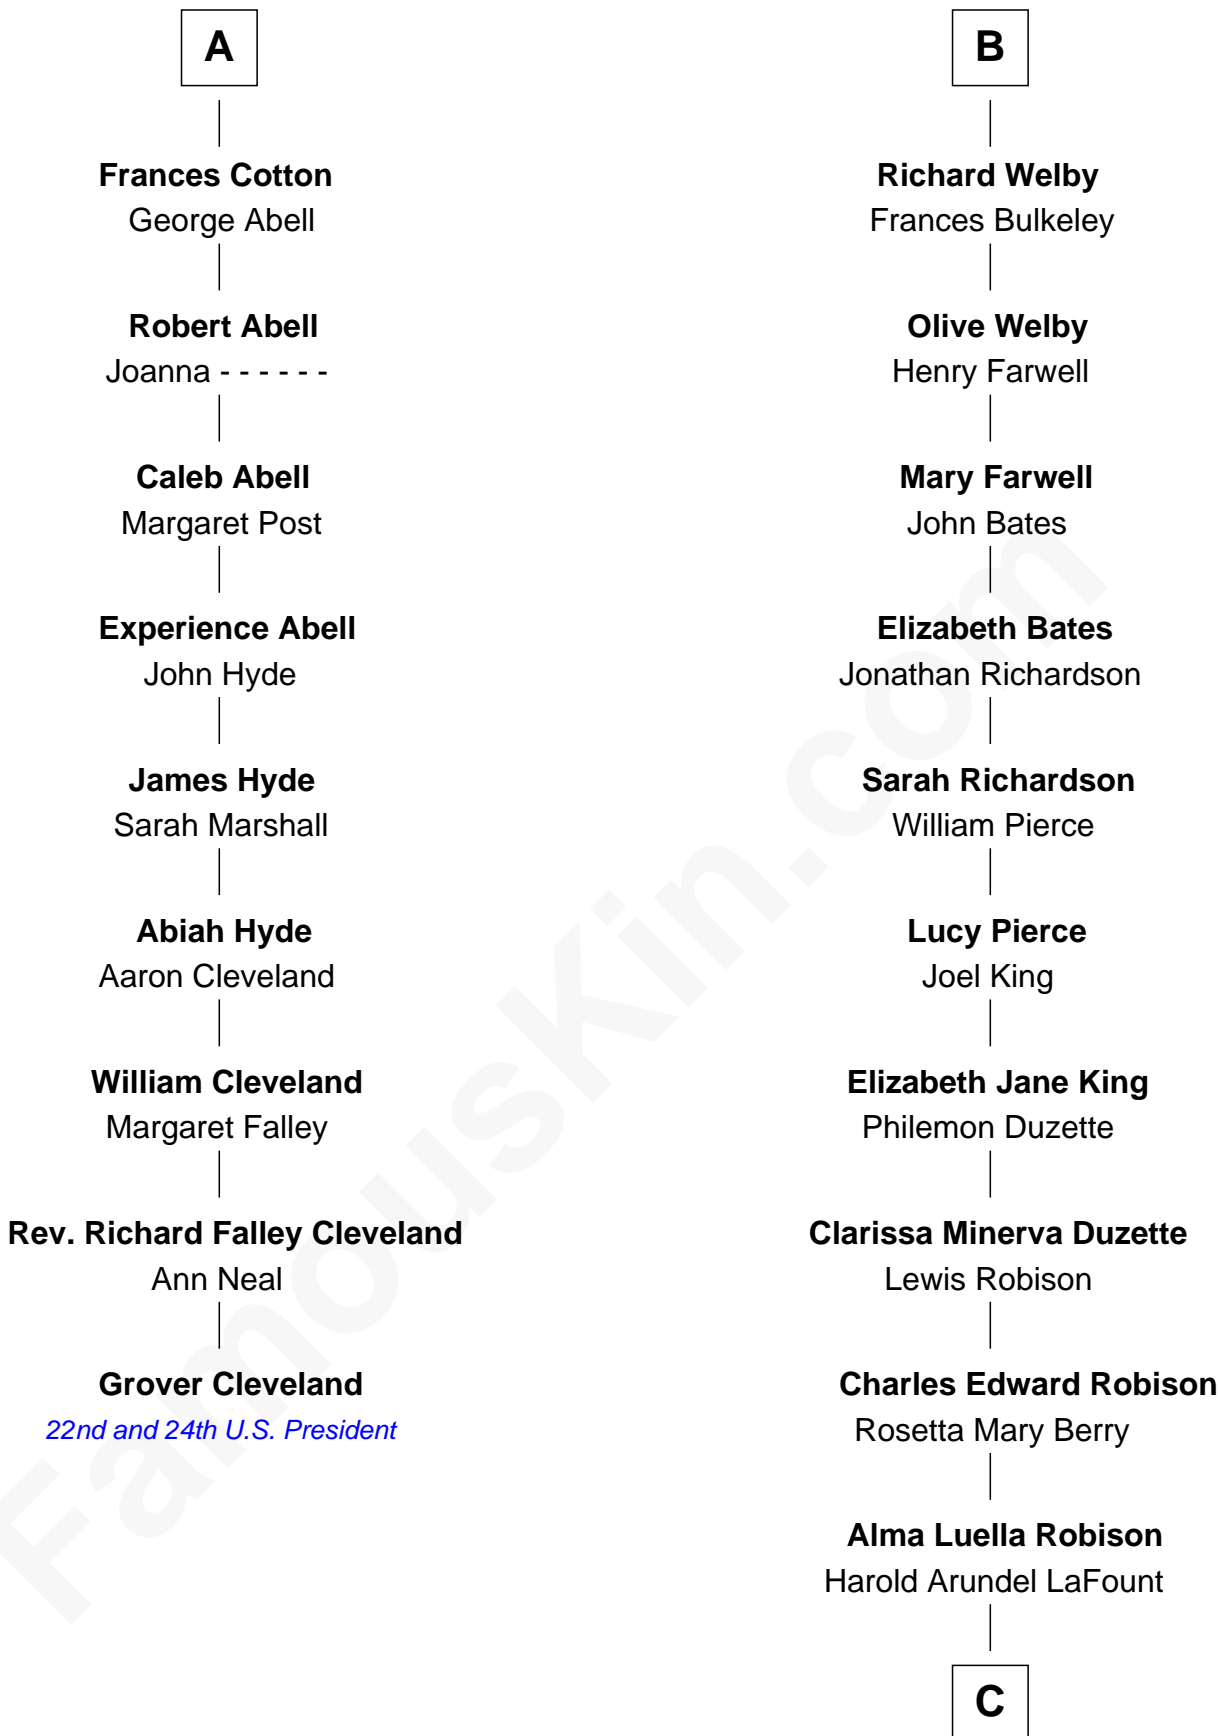 A
Frances Cotton
George Abell
Robert Abell
Joanna - - - - - -
Caleb Abell
Margaret Post
Experience Abell
John Hyde
James Hyde
Sarah Marshall
Abiah Hyde
Aaron Cleveland
William Cleveland
Margaret Falley
Rev. Richard Falley Cleveland
Ann Neal
Grover Cleveland
22nd and 24th U.S. President
B
Richard Welby
Frances Bulkeley
Olive Welby
Henry Farwell
Mary Farwell
John Bates
Elizabeth Bates
Jonathan Richardson
Sarah Richardson
William Pierce
Lucy Pierce
Joel King
Elizabeth Jane King
Philemon Duzette
Clarissa Minerva Duzette
Lewis Robison
Charles Edward Robison
Rosetta Mary Berry
Alma Luella Robison
Harold Arundel LaFount
C
FamousKin.com